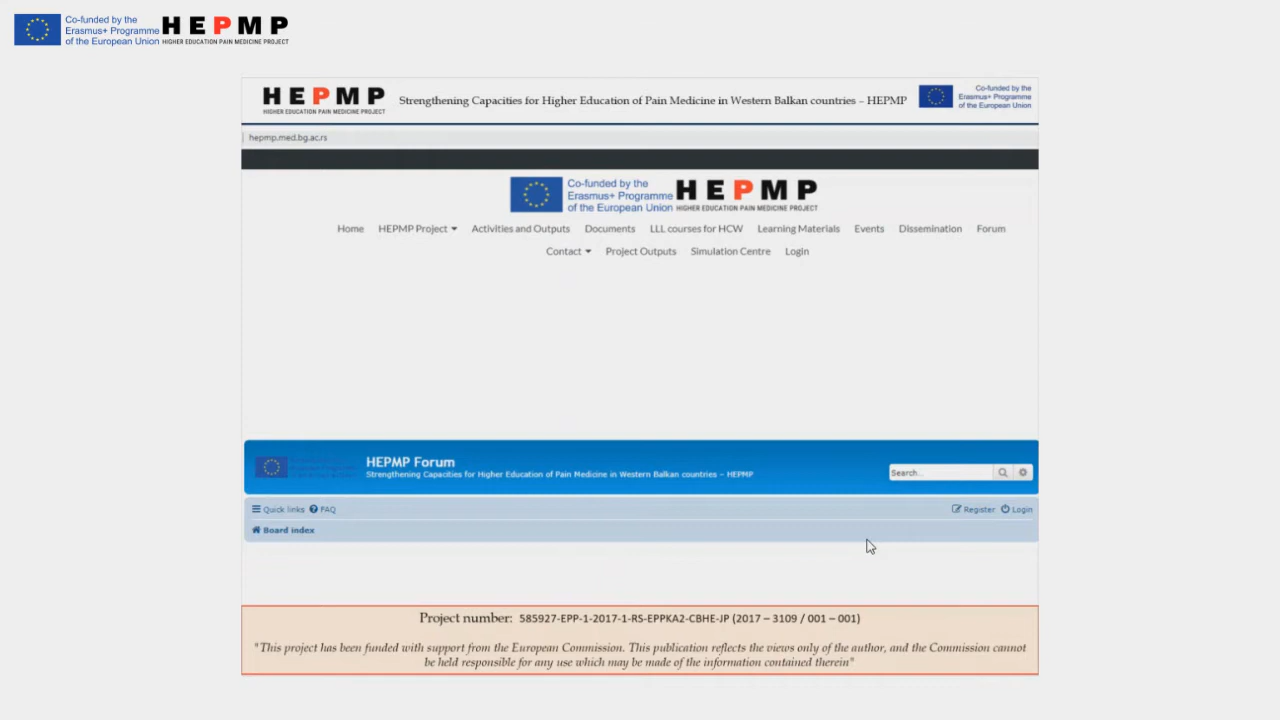 Co-funded by the
Erasmus+ Programme
of the European Union
HEPMP
HIGHER EDUCATION PAIN MEDICINE PROJECT
HEPMP
HIGHER EDUCATION PAIN MEDICINE PROJECT
Strengthening Capacities for Higher Education of Pain Medicine in Western Balkan countries – HEPMP
Co-funded by the
Erasmus+ Programme
of the European Union
hepmp.med.bg.ac.rs
Co-funded by the
Erasmus+ Programme
of the European Union
HEPMP
HIGHER EDUCATION PAIN MEDICINE PROJECT
Home HEPMP Project Activities and Outputs Documents LLL courses for HCW Learning Materials Events Dissemination Forum
Contact Project Outputs Simulation Centre Login
HEPMP Forum
Strengthening Capacities for Higher Education of Pain Medicine in Western Balkan countries – HEPMP
Search...
Quick links FAQ
Register Login
Board index
Project number: 585927-EPP-1-2017-1-RS-EPPKA2-CBHE-JP (2017 – 3109 / 001 – 001)
"This project has been funded with support from the European Commission. This publication reflects the views only of the author, and the Commission cannot
be held responsible for any use which may be made of the information contained therein"